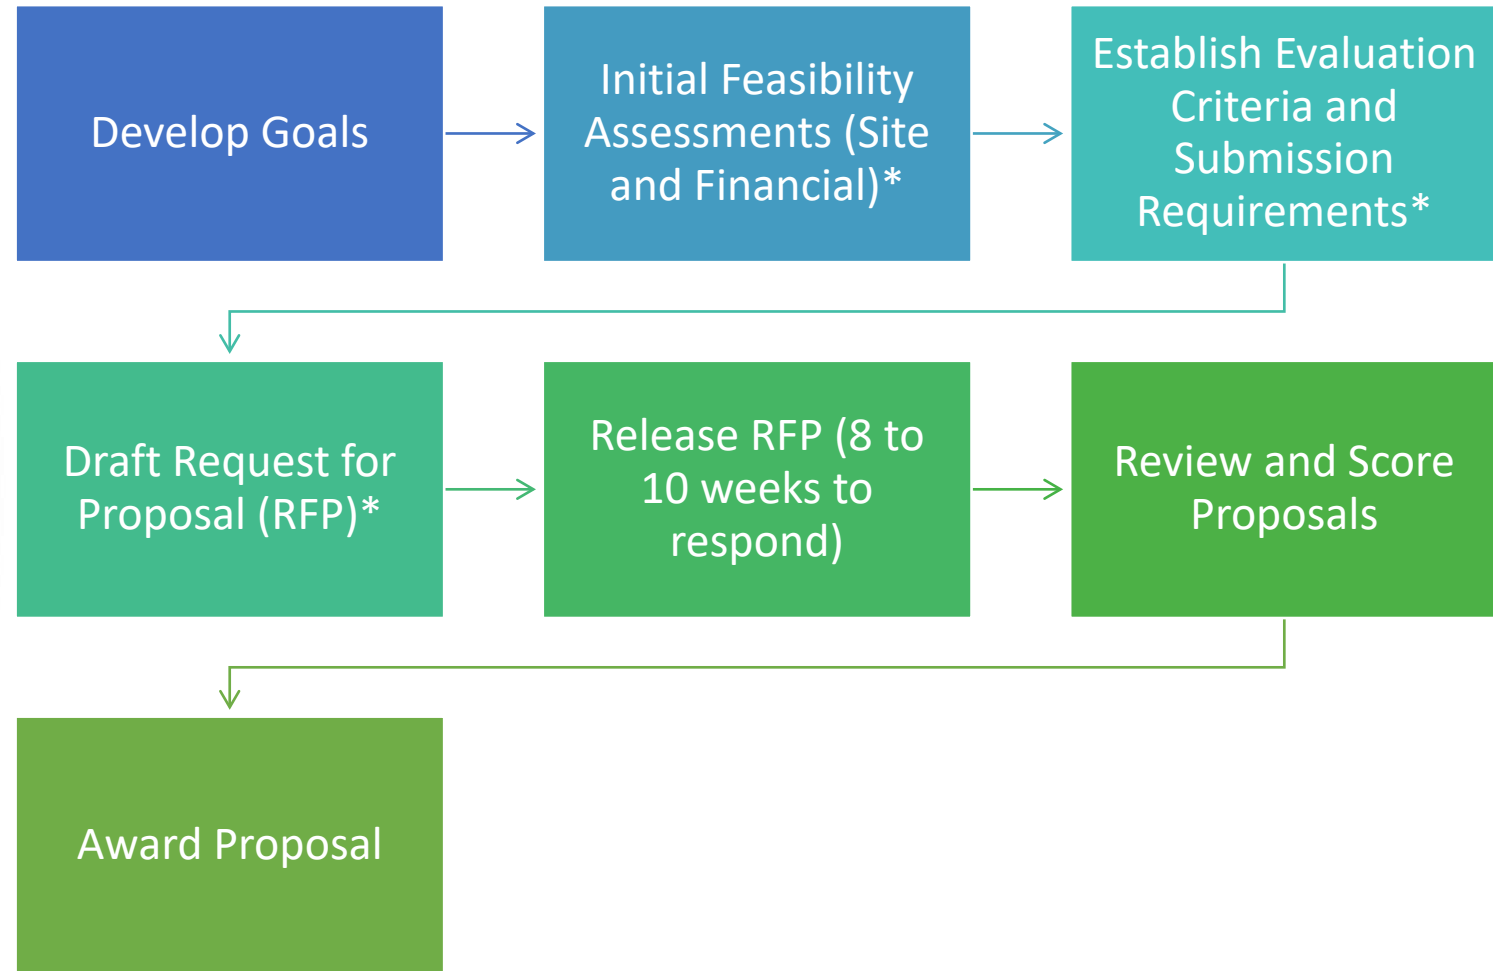 Develop Goals
Initial Feasibility
Assessments (Site
and Financial)*
Establish Evaluation
Criteria and
Submission
Requirements*
Draft Request for
Proposal (RFP)*
Release RFP (8 to
10 weeks to
respond)
Review and Score
Proposals
Award Proposal